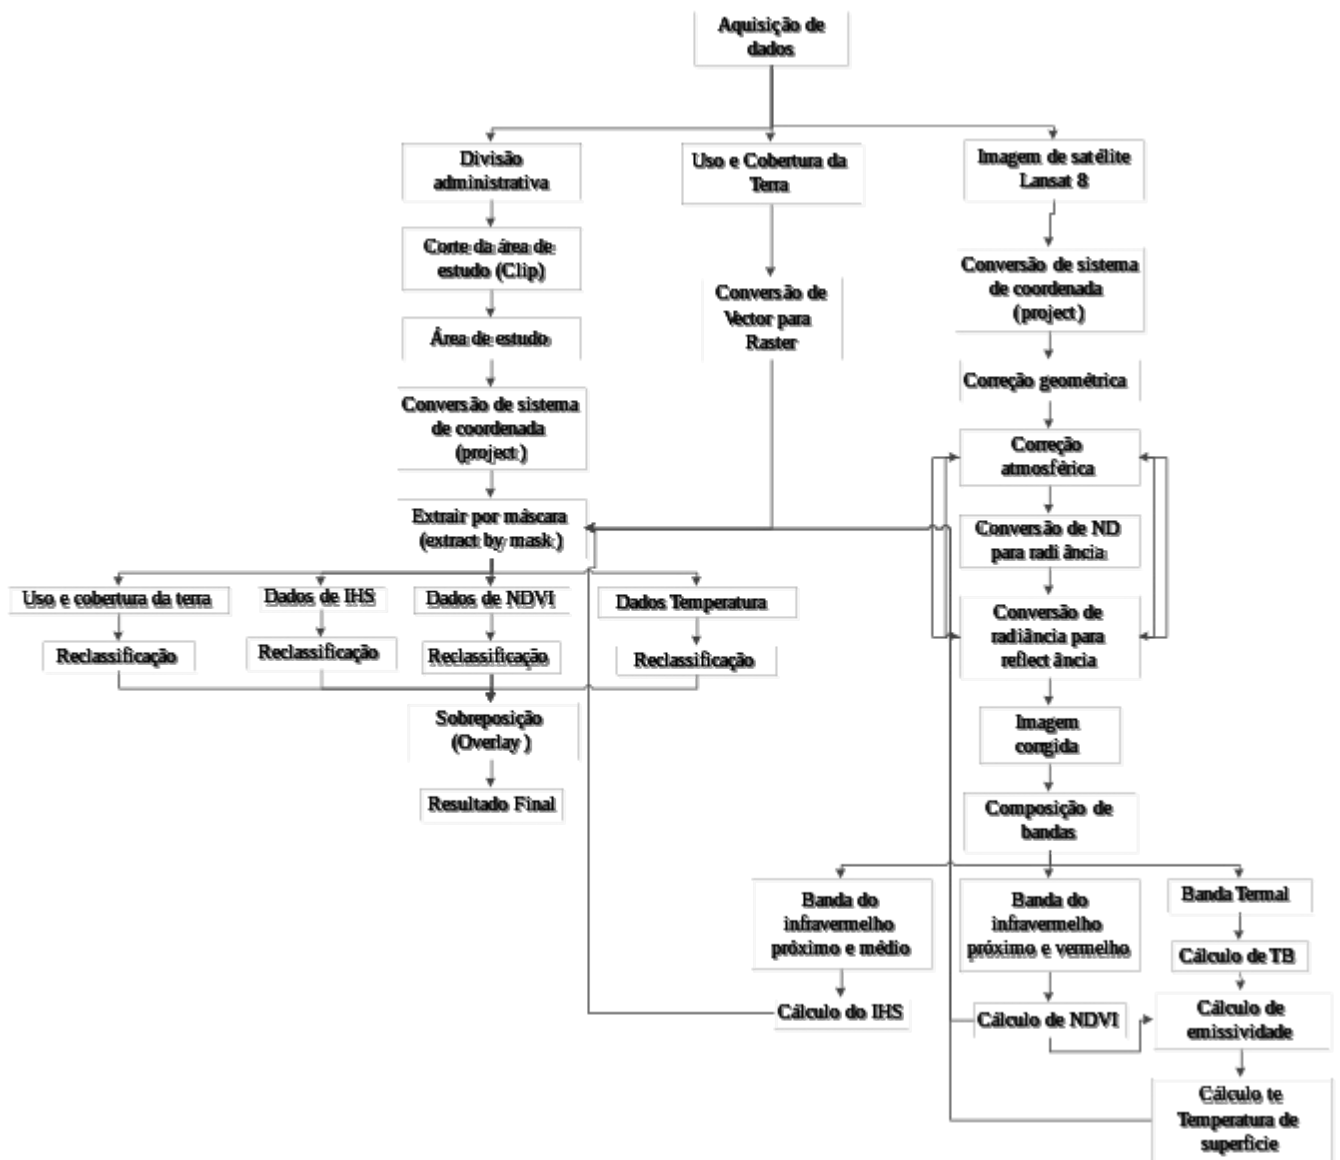 Aquisição de
dados
Divisão
administrativa
Uso e Cobertura da
Terra
Imagem de satélite
Lansat 8
Corte da área de
estudo (Clip)
Conversão de
Vector para
Raster
Conversão de sistema
de coordenada
(project)
Área de estudo
Correção geométrica
Conversão de sistema
de coordenada
(project)
Correção
atmosférica
Extrair por máscara
(extract by mask)
Conversão de ND
para radiância
Uso e cobertura da terra
Dados de IHS
Dados de NDVI
Dados Temperatura
Conversão de
radiância para
reflectância
Reclassificação
Reclassificação
Reclassificação
Reclassificação
Sobreposição
(Overlay)
Imagem
corrigida
Resultado Final
Composição de
bandas
Banda do
infravermelho
próximo e médio
Banda do
infravermelho
próximo e vermelho
Banda Termal
Cálculo de TB
Cálculo do IHS
Cálculo de NDVI
Cálculo de
emissividade
Cálculo te
Temperatura de
superficie